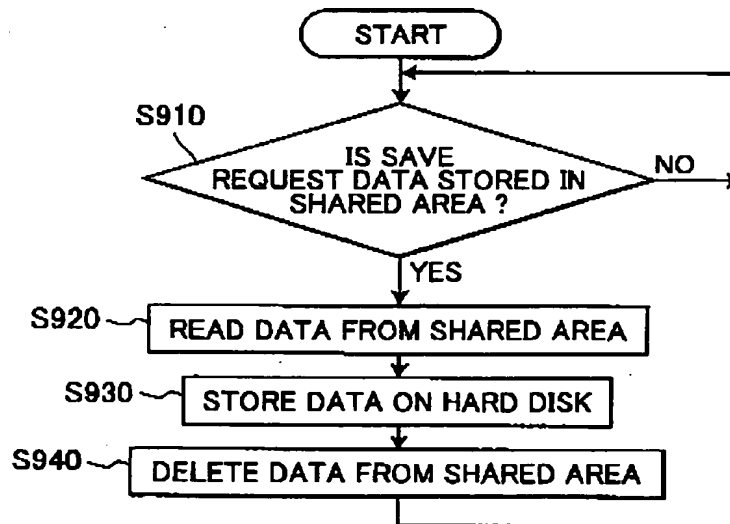 START
S910
IS SAVE
REQUEST DATA STORED IN
SHARED AREA ?
NO
YES
S920
READ DATA FROM SHARED AREA
S930
STORE DATA ON HARD DISK
S940
DELETE DATA FROM SHARED AREA